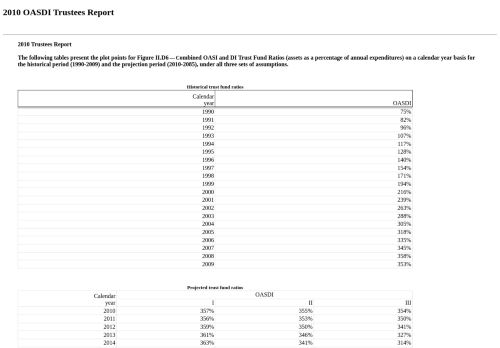 2010 OASDI Trustees Report
2010 Trustees Report
The following tables present the plot points for Figure II.D6—Combined OASI and DI Trust Fund Ratios (assets as a percentage of annual expenditures) on a calendar year basis for
the historical period (1990-2009) and the projection period (2010-2085), under all three sets of assumptions.
Historical trust fund ratios
Calendar
year OASDI
1990 75%
1991 82%
1992 96%
1993 107%
1994 117%
1995 128%
1996 140%
1997 154%
1998 171%
1999 194%
2000 216%
2001 239%
2002 263%
2003 288%
2004 305%
2005 318%
2006 335%
2007 345%
2008 358%
2009 353%
Projected trust fund ratios
Calendar OASDI
year I II III
2010 357% 355% 354%
2011 356% 353% 350%
2012 359% 350% 341%
2013 361% 346% 327%
2014 363% 341% 314%